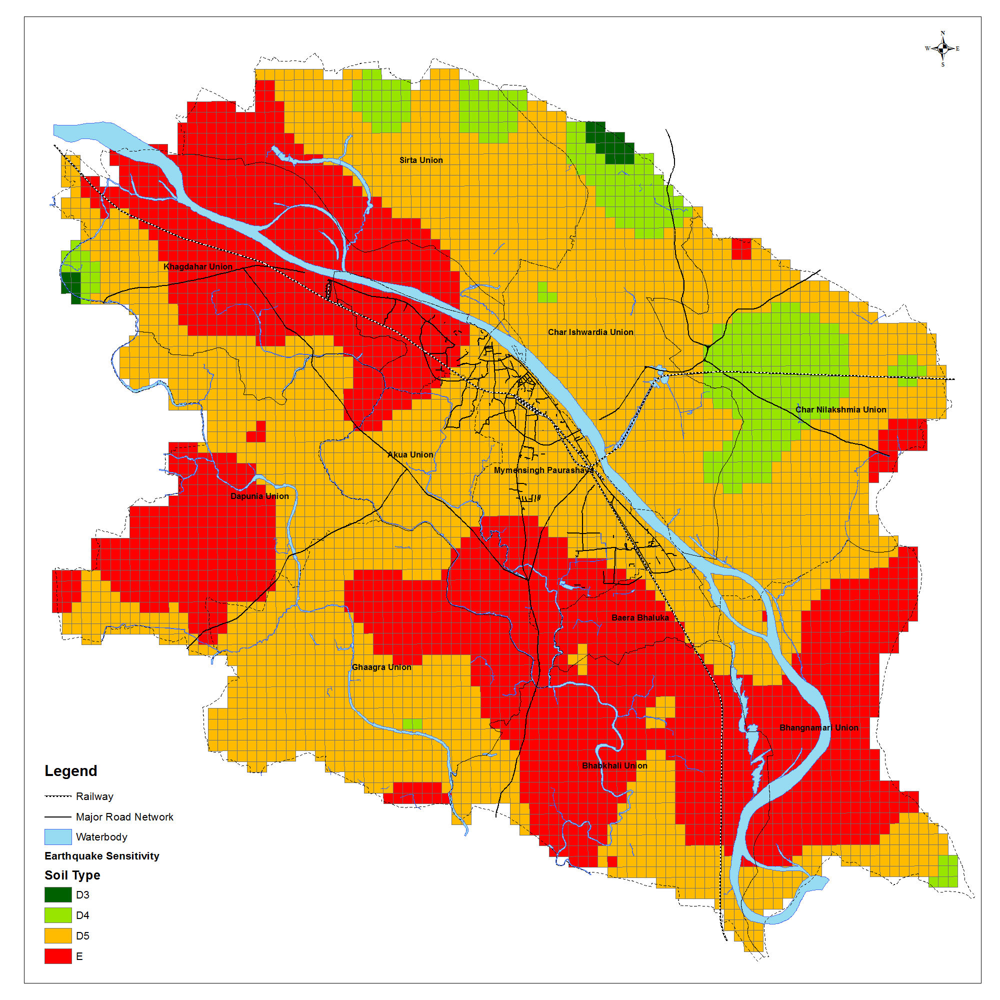 N
W E
S
Sirta Union
Khagdahar Union
Char Ishwardia Union
Char Nilakshmia Union
Akua Union
Mymensingh Paurashava
Dapunia Union
Baera Bhaluka
Ghaagra Union
Bhangnamari Union
Bhabkhali Union
Legend
Railway
Major Road Network
Waterbody
Earthquake Sensitivity
Soil Type
D3
D4
D5
E